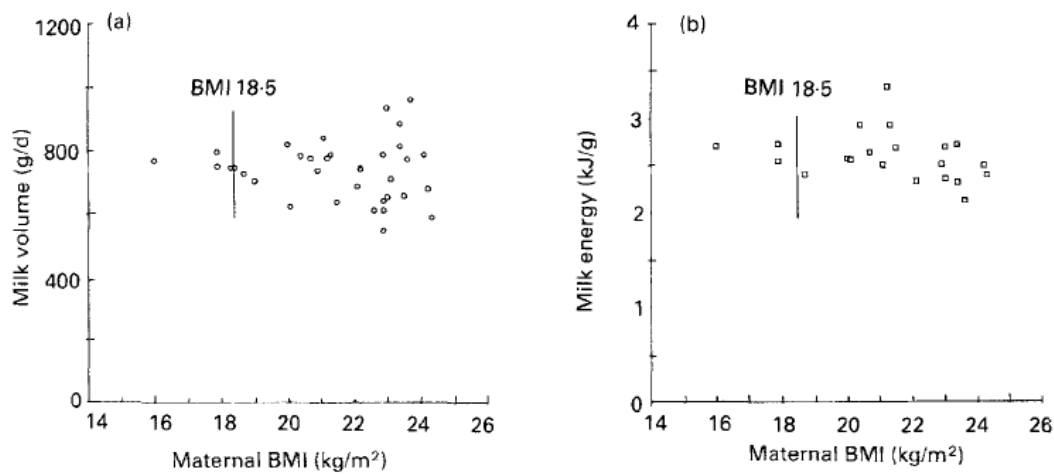 (a)
1200
800
400
0
Milk volume (g/d)
BMI 18·5
14 16 18 20 22 24 26
Maternal BMI (kg/m²)
(b)
4
3
2
1
0
Milk energy (kJ/g)
BMI 18·5
14 16 18 20 22 24 26
Maternal BMI (kg/m²)